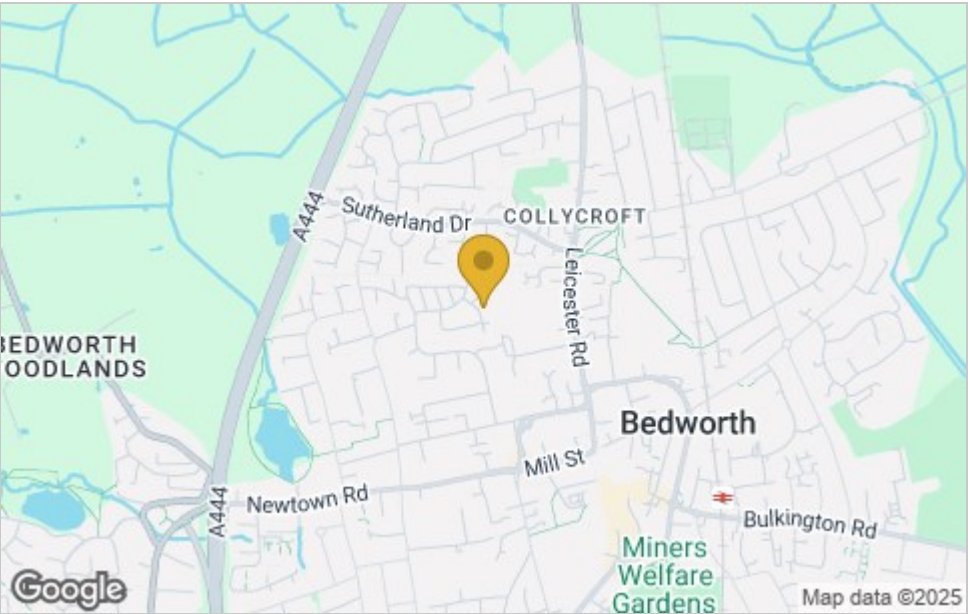 A444
Sutherland Dr
COLLYCROFT
Leicester Rd
BEDWORTH
OODLANDS
Bedworth
Mill St
Newtown Rd
A444
Bulkington Rd
Miners
Welfare
Gardens
Google
Map data ©2025